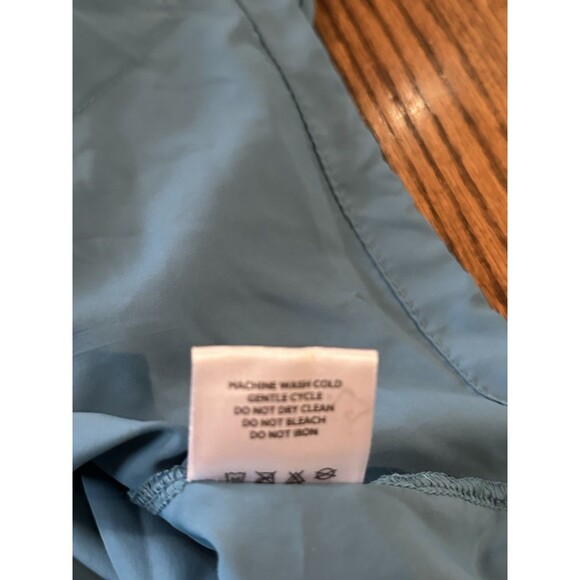 MACHINE WASH COLD
GENTLE CYCLE
DO NOT DRY CLEAN
DO NOT BLEACH
DO NOT IRON